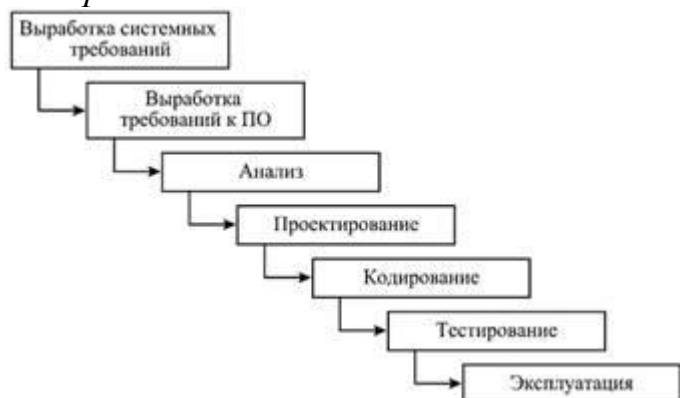 Выработка системных
требований
Выработка
требований к ПО
Анализ
Проектирование
Кодирование
Тестирование
Эксплуатация